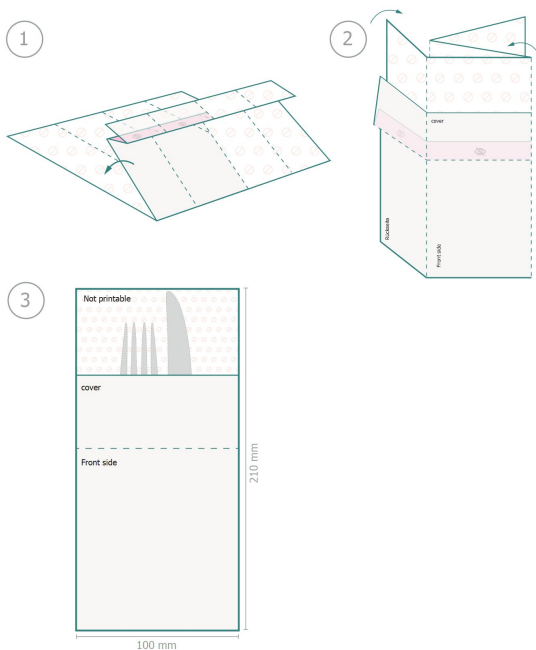 1
2
cover
Rückseite
Front side
3
Not printable
cover
Front side
210 mm
100 mm